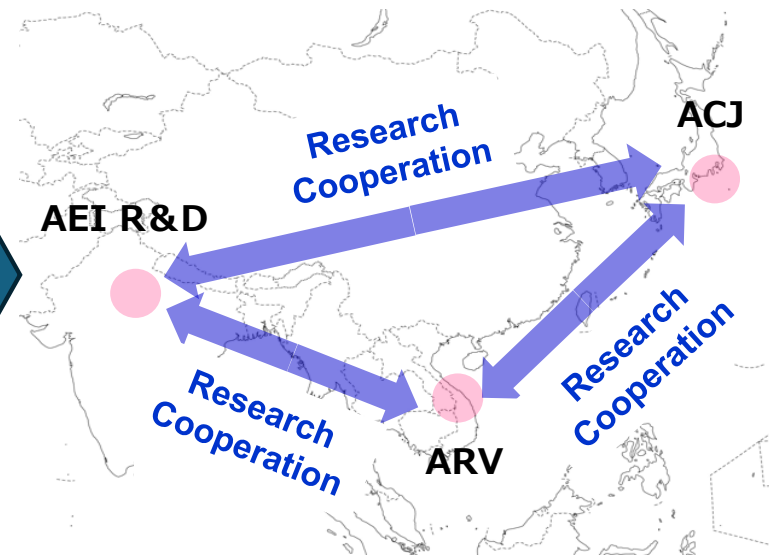 ACJ
Research
Cooperation
AEI R&D
Research
Cooperation
Research
Cooperation
ARV